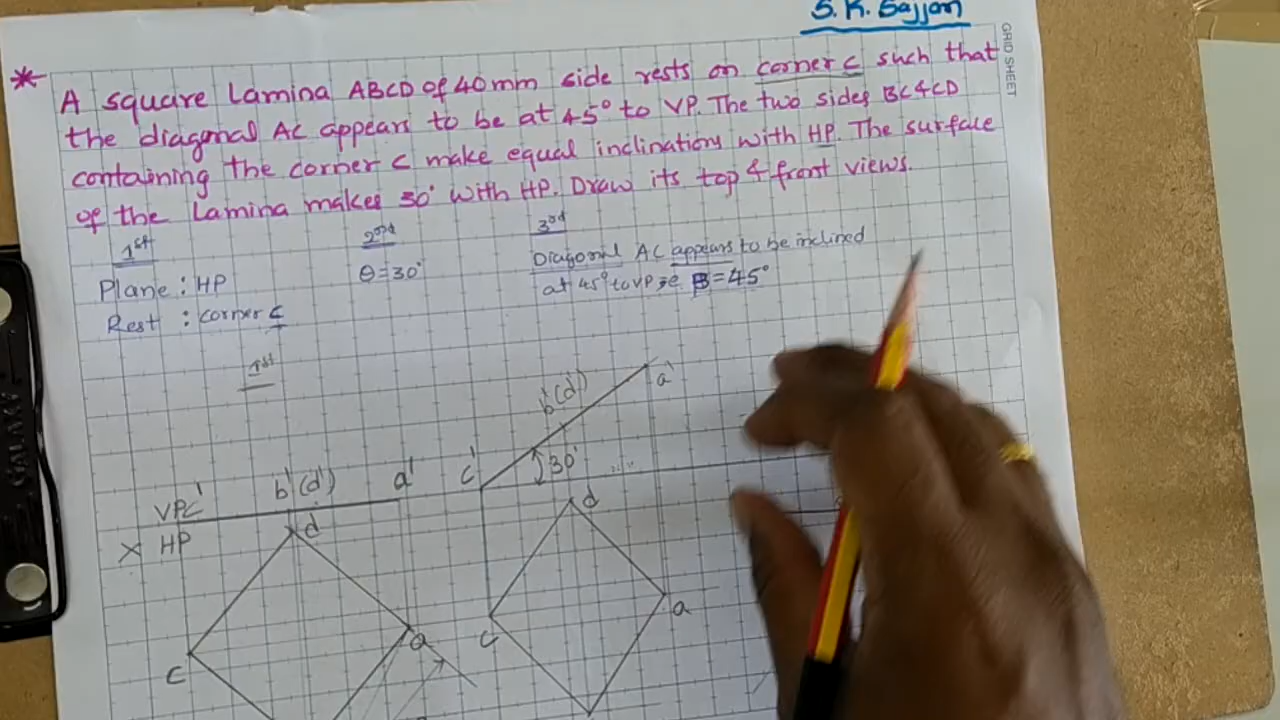 S. K. Sajjan
GRID SHEET
* A square Lamina ABCD of 40mm side rests on corner C such that
the diagonal AC appears to be at 45° to VP. The two sides BC & CD
containing the corner C make equal inclinations with HP. The surface
of the Lamina makes 30° with HP. Draw its top & front views.
1st
2nd
3rd
Plane: HP
θ=30°
Diagonal AC appears to be inclined
at 45° to VP ie β=45°
Rest : corner C
1st
b'(d')
a'
c'
30°
VP c'
b'(d')
a'
X HP
d
d
c
a
c
a
GALAXY